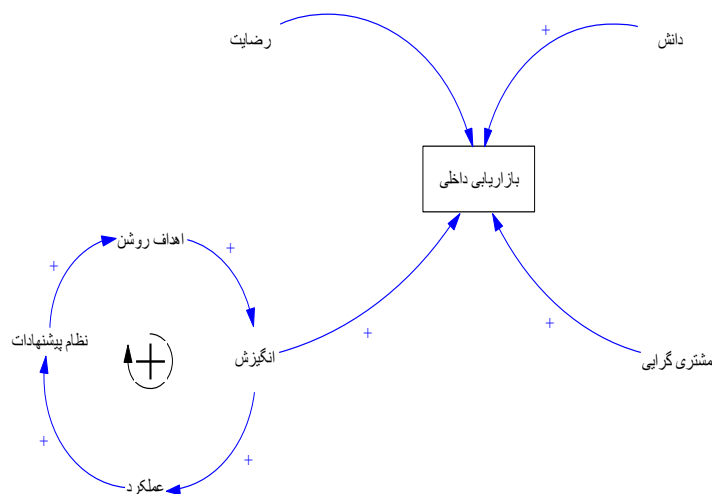 رضایت
دانش
+
بازاریابی داخلی
اهداف روشن
+
+
نظام پیشنهادات
+
انگیزش
+
+
مشتری گرایی
+
+
+
عملکرد